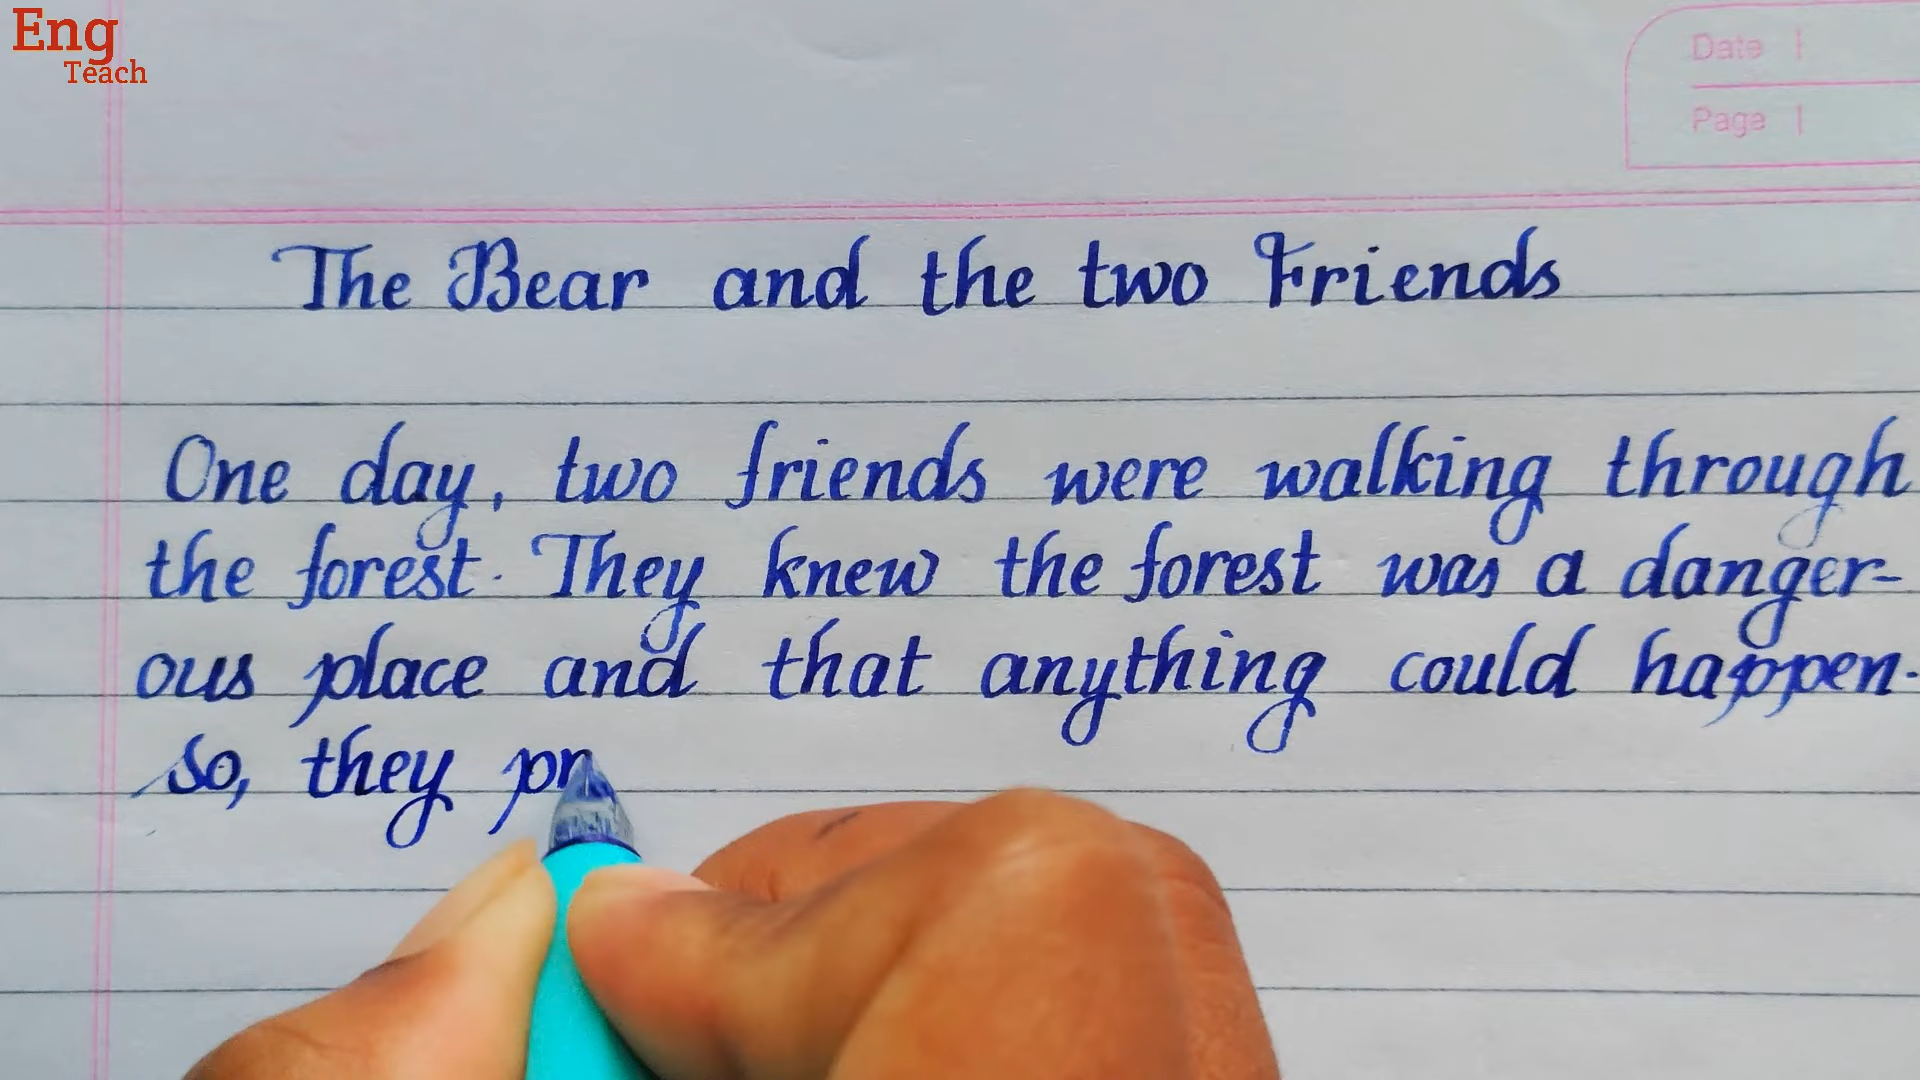 Eng
Teach
Date |
Page |
The Bear and the two Friends
One day, two friends were walking through
the forest. They knew the forest was a danger-
ous place and that anything could happen.
so, they pr